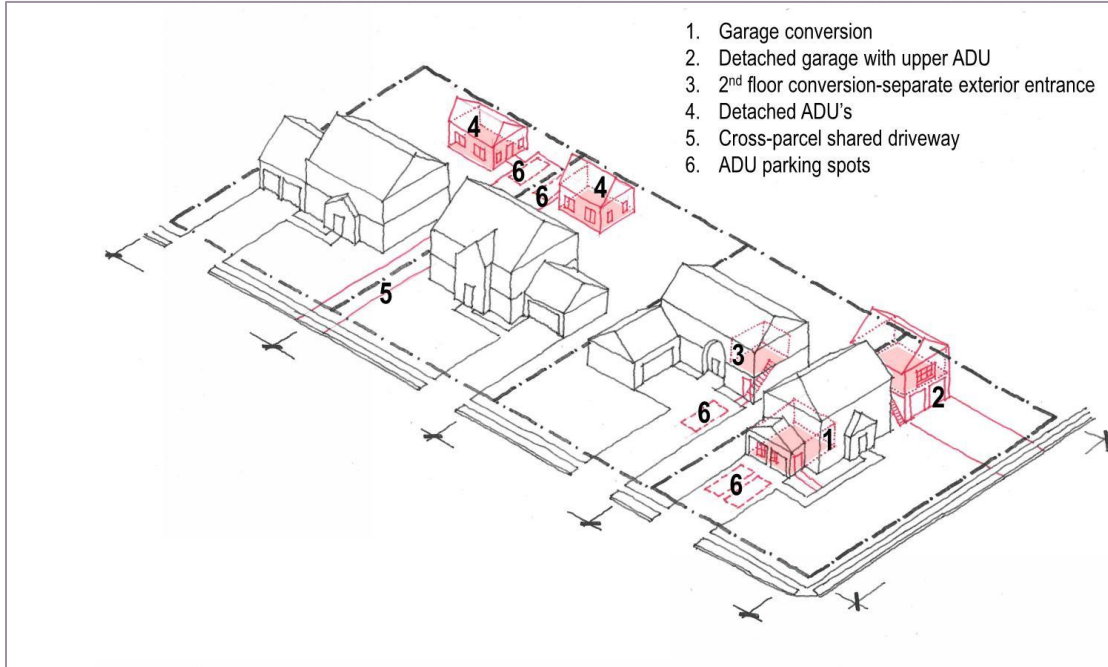 1. Garage conversion
2. Detached garage with upper ADU
3. 2nd floor conversion-separate exterior entrance
4. Detached ADU's
5. Cross-parcel shared driveway
6. ADU parking spots
4
6
6
4
5
3
2
6
1
6